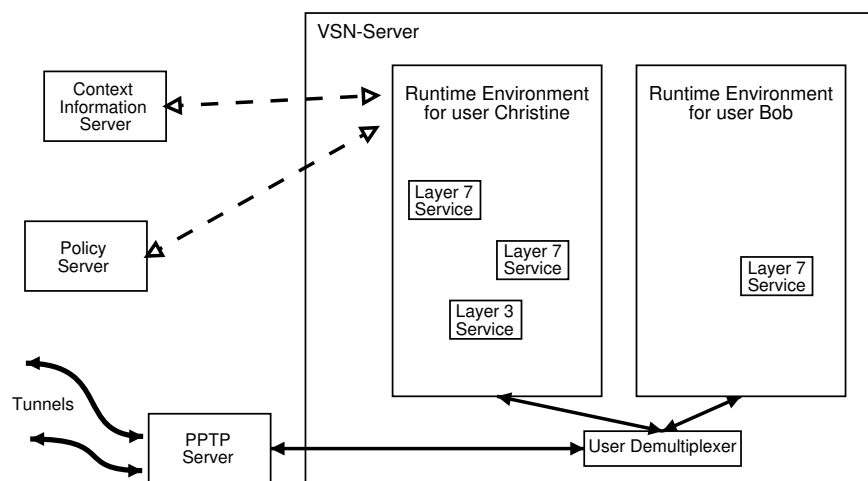 VSN-Server
Context
Information
Server
Runtime Environment
for user Christine
Runtime Environment
for user Bob
Layer 7
Service
Policy
Server
Layer 7
Service
Layer 7
Service
Layer 3
Service
Tunnels
PPTP
Server
User Demultiplexer